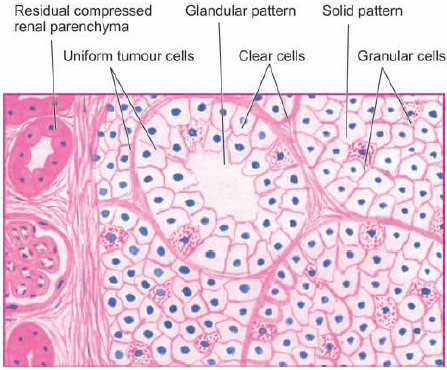 Residual compressed
renal parenchyma
Glandular pattern
Solid pattern
Uniform tumour cells
Clear cells
Granular cells